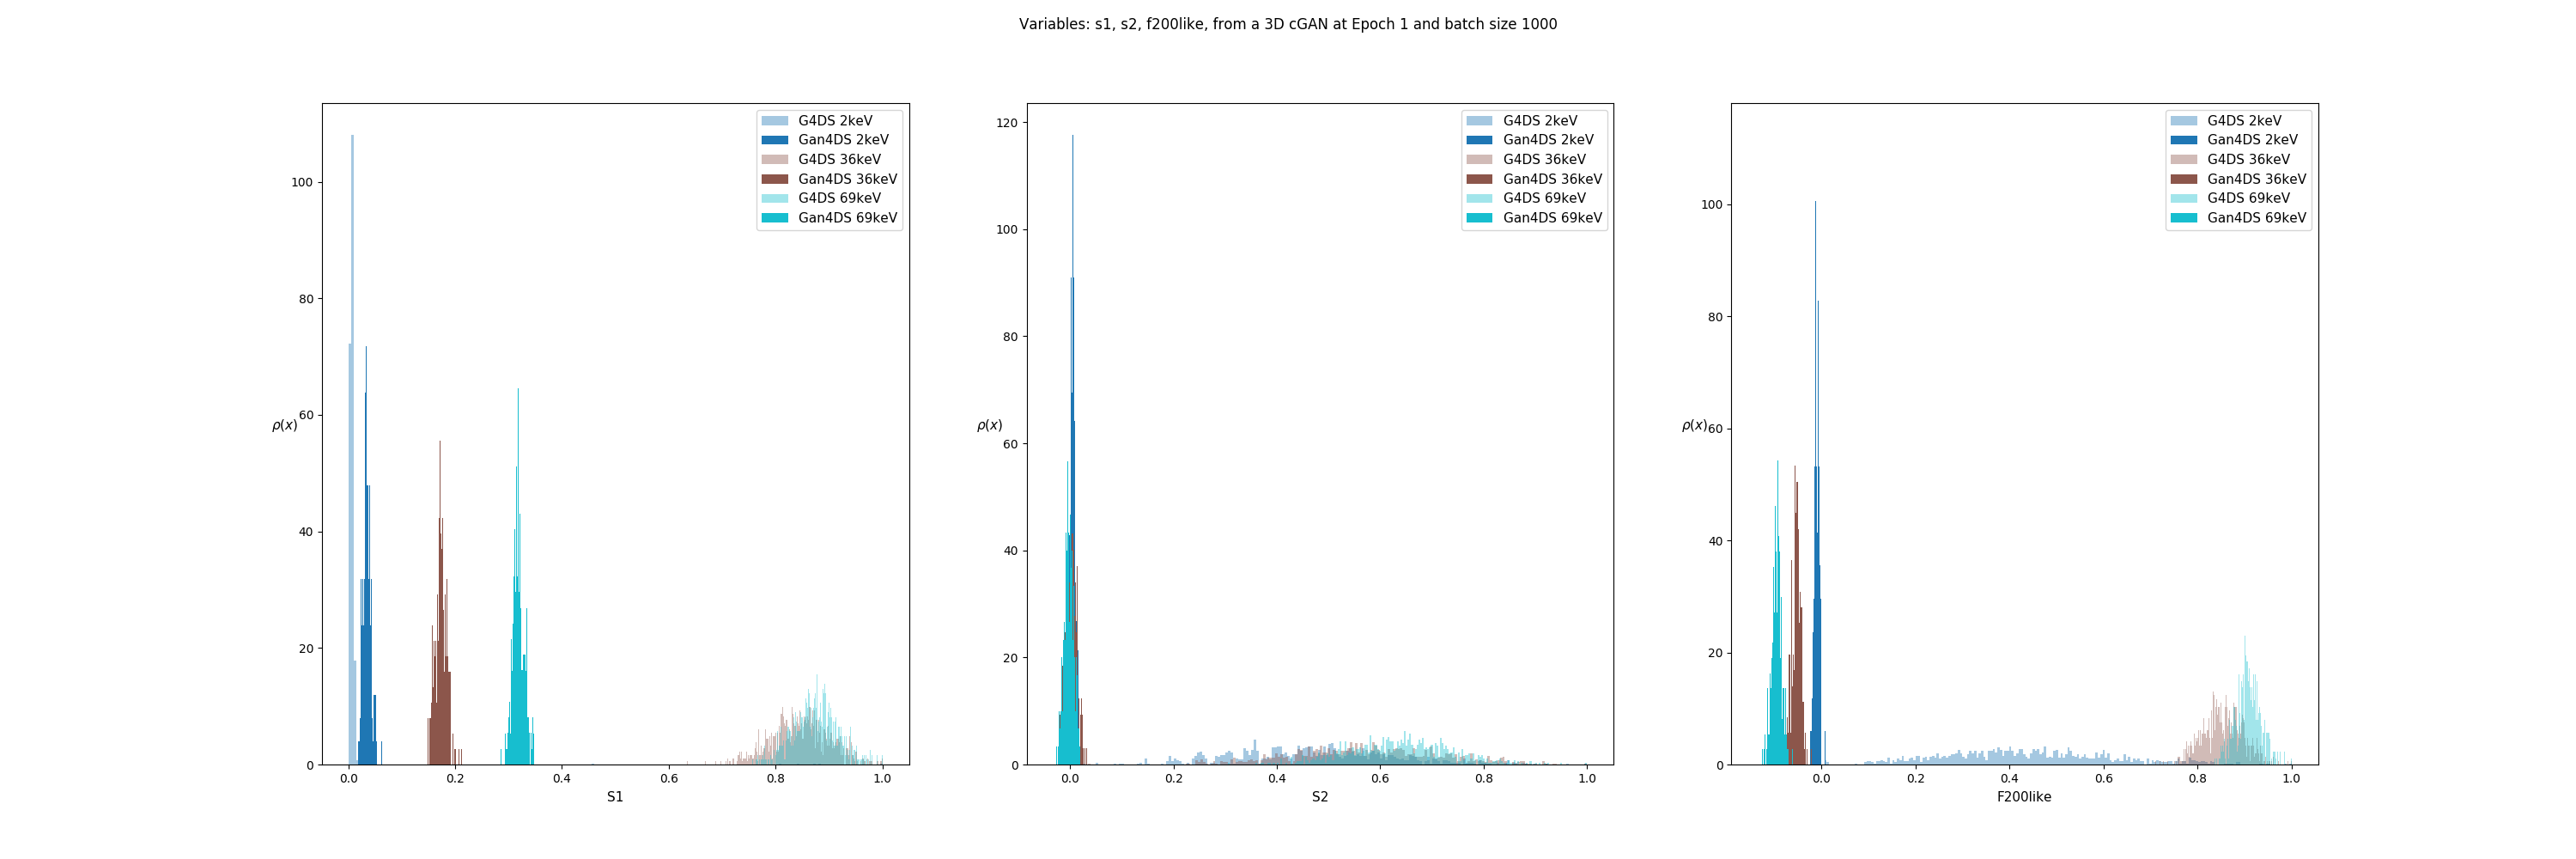 Variables: s1, s2, f200like, from a 3D cGAN at Epoch 1 and batch size 1000
G4DS 2keV
Gan4DS 2keV
G4DS 36keV
Gan4DS 36keV
G4DS 69keV
Gan4DS 69keV
100
80
60
40
20
0
ρ(x)
0.0 0.2 0.4 0.6 0.8 1.0
S1
G4DS 2keV
Gan4DS 2keV
G4DS 36keV
Gan4DS 36keV
G4DS 69keV
Gan4DS 69keV
120
100
80
60
40
20
0
ρ(x)
0.0 0.2 0.4 0.6 0.8 1.0
S2
G4DS 2keV
Gan4DS 2keV
G4DS 36keV
Gan4DS 36keV
G4DS 69keV
Gan4DS 69keV
100
80
60
40
20
0
ρ(x)
0.0 0.2 0.4 0.6 0.8 1.0
F200like